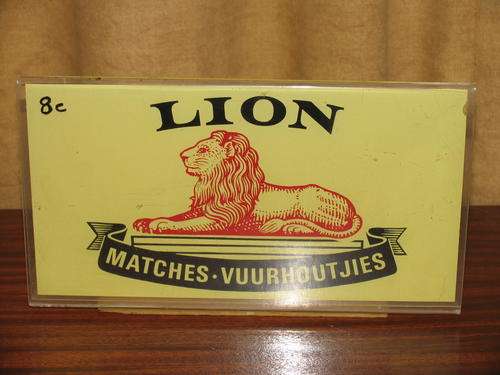 8c
LION
MATCHES · VUURHOUTJIES